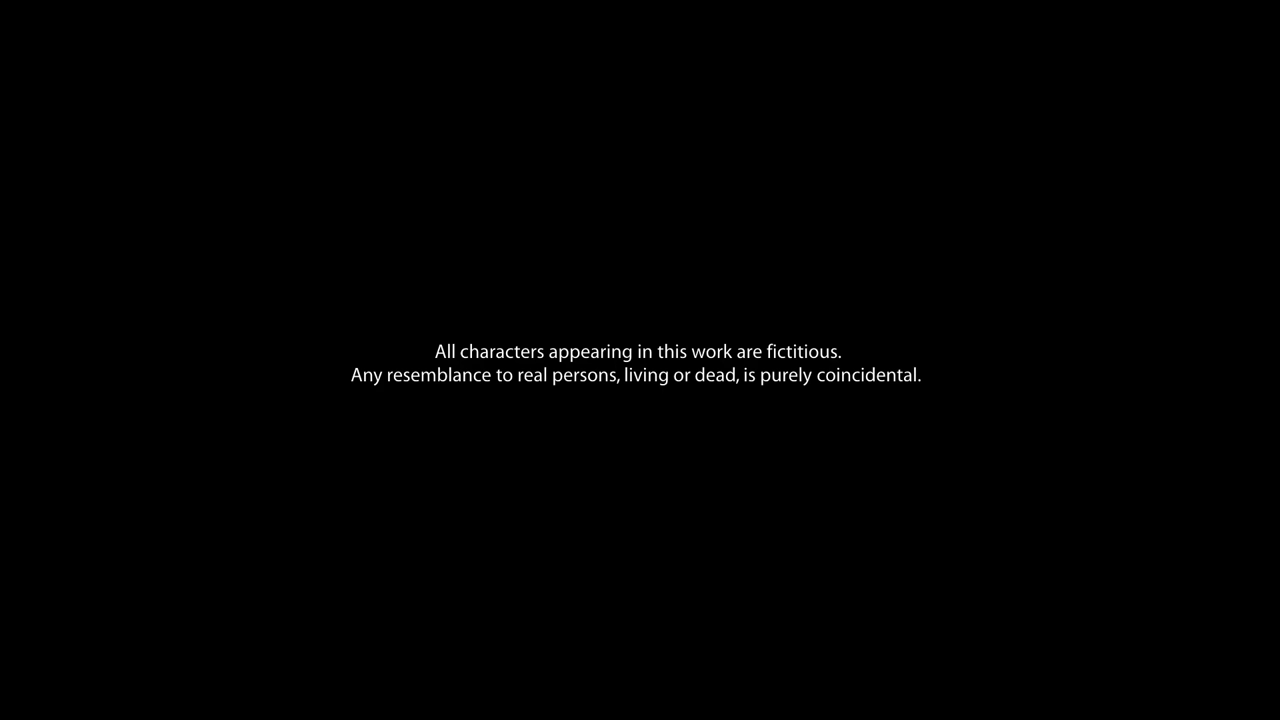 All characters appearing in this work are fictitious.
Any resemblance to real persons, living or dead, is purely coincidental.